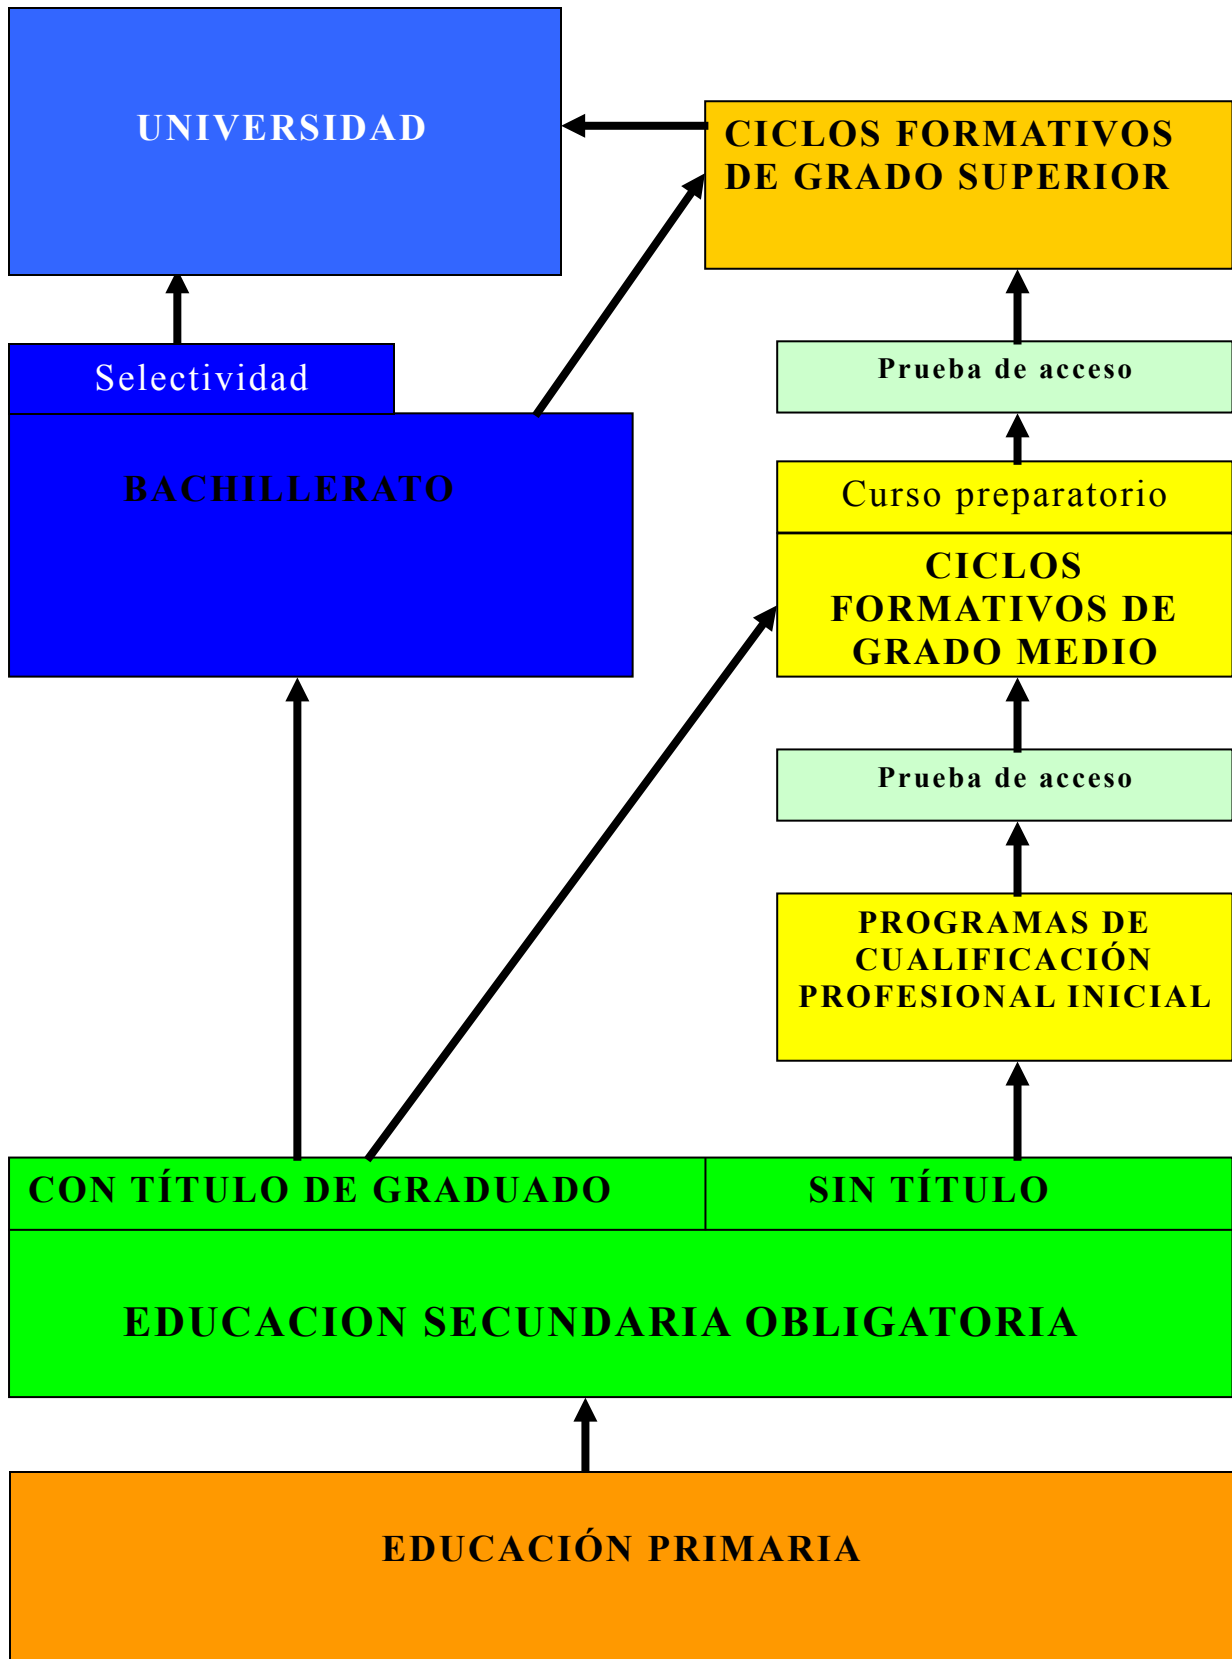 UNIVERSIDAD
CICLOS FORMATIVOS
DE GRADO SUPERIOR
Selectividad
Prueba de acceso
BACHILLERATO
Curso preparatorio
CICLOS
FORMATIVOS DE
GRADO MEDIO
Prueba de acceso
PROGRAMAS DE
CUALIFICACIÓN
PROFESIONAL INICIAL
CON TÍTULO DE GRADUADO
SIN TÍTULO
EDUCACION SECUNDARIA OBLIGATORIA
EDUCACIÓN PRIMARIA